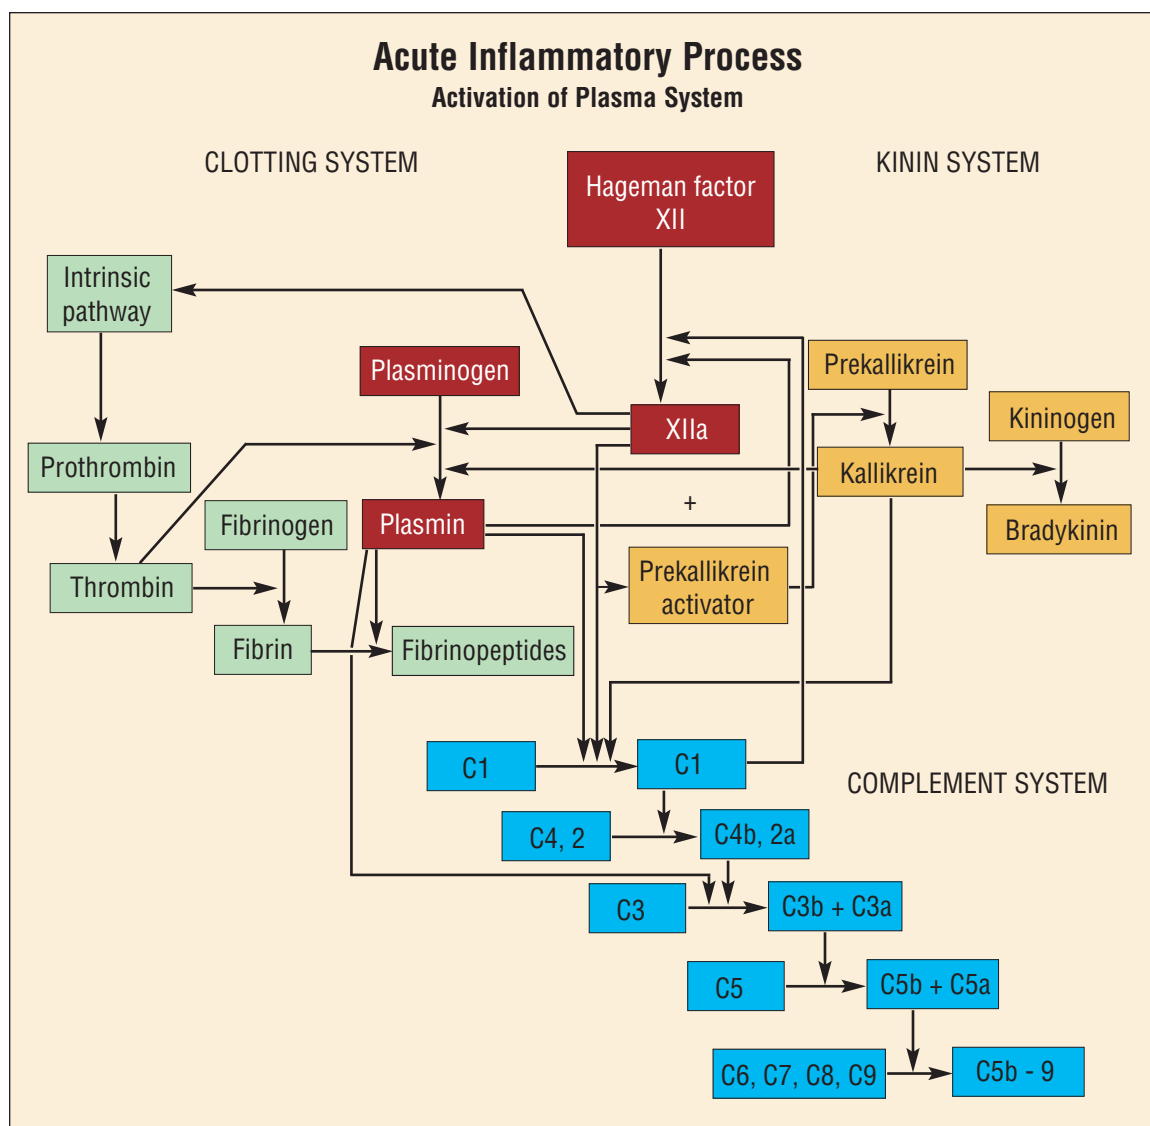 Acute Inflammatory Process
Activation of Plasma System
CLOTTING SYSTEM
KININ SYSTEM
Hageman factor
XII
Intrinsic
pathway
Plasminogen
Prekallikrein
XIIa
Kininogen
Prothrombin
Kallikrein
Fibrinogen
Plasmin
+
Bradykinin
Thrombin
Prekallikrein
activator
Fibrin
Fibrinopeptides
C1
C1
COMPLEMENT SYSTEM
C4, 2
C4b, 2a
C3
C3b + C3a
C5
C5b + C5a
C6, C7, C8, C9
C5b - 9